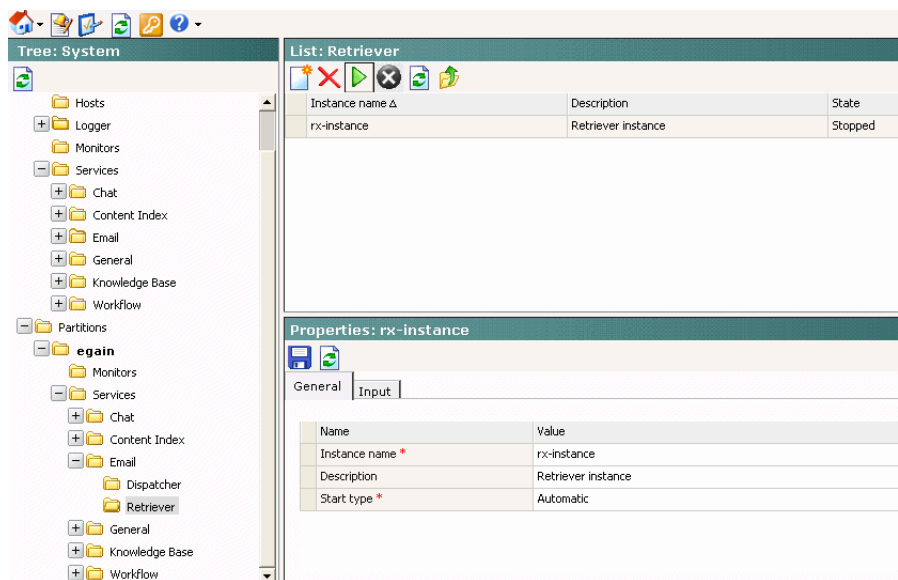 Tree: System
Hosts
Logger
Monitors
Services
Chat
Content Index
Email
General
Knowledge Base
Workflow
Partitions
egain
Monitors
Services
Chat
Content Index
Email
Dispatcher
Retriever
General
Knowledge Base
Workflow
List: Retriever
Instance name Description State
rx-instance Retriever instance Stopped
Properties: rx-instance
General Input
Name Value
Instance name * rx-instance
Description Retriever instance
Start type * Automatic